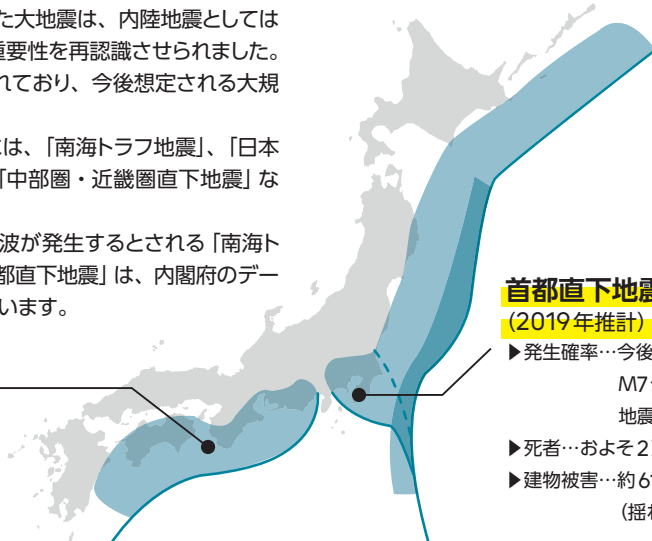 た大地震は、内陸地震としては
重要性を再認識させられました。
れており、今後想定される大規
は、「南海トラフ地震」、「日本
「中部圏・近畿圏直下地震」な
波が発生するとされる「南海ト
都直下地震」は、内閣府のデー
います。
首都直下地震
(2019年推計)
▶発生確率…今後
M7
地震
▶死者…およそ2
▶建物被害…約61
(揺れ